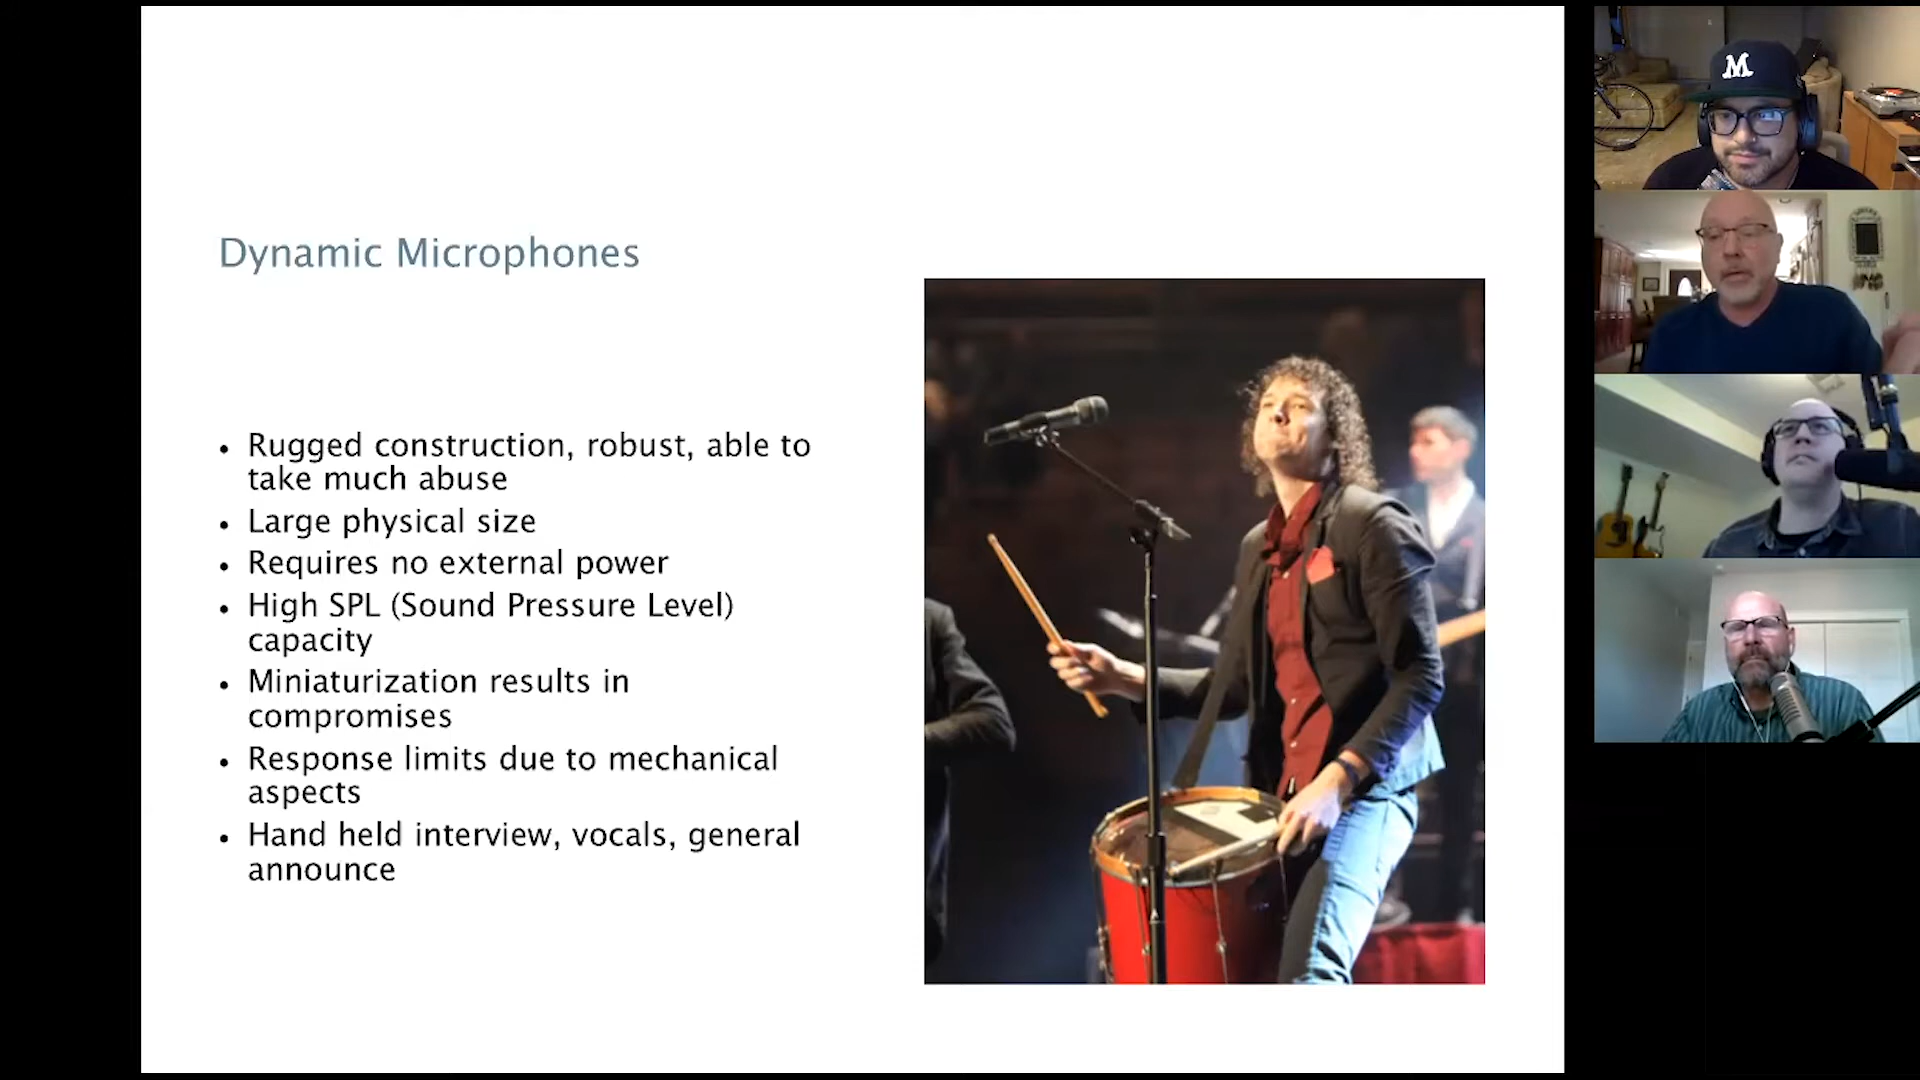 Dynamic Microphones
• Rugged construction, robust, able to
take much abuse
• Large physical size
• Requires no external power
• High SPL (Sound Pressure Level)
capacity
• Miniaturization results in
compromises
• Response limits due to mechanical
aspects
• Hand held interview, vocals, general
announce
M